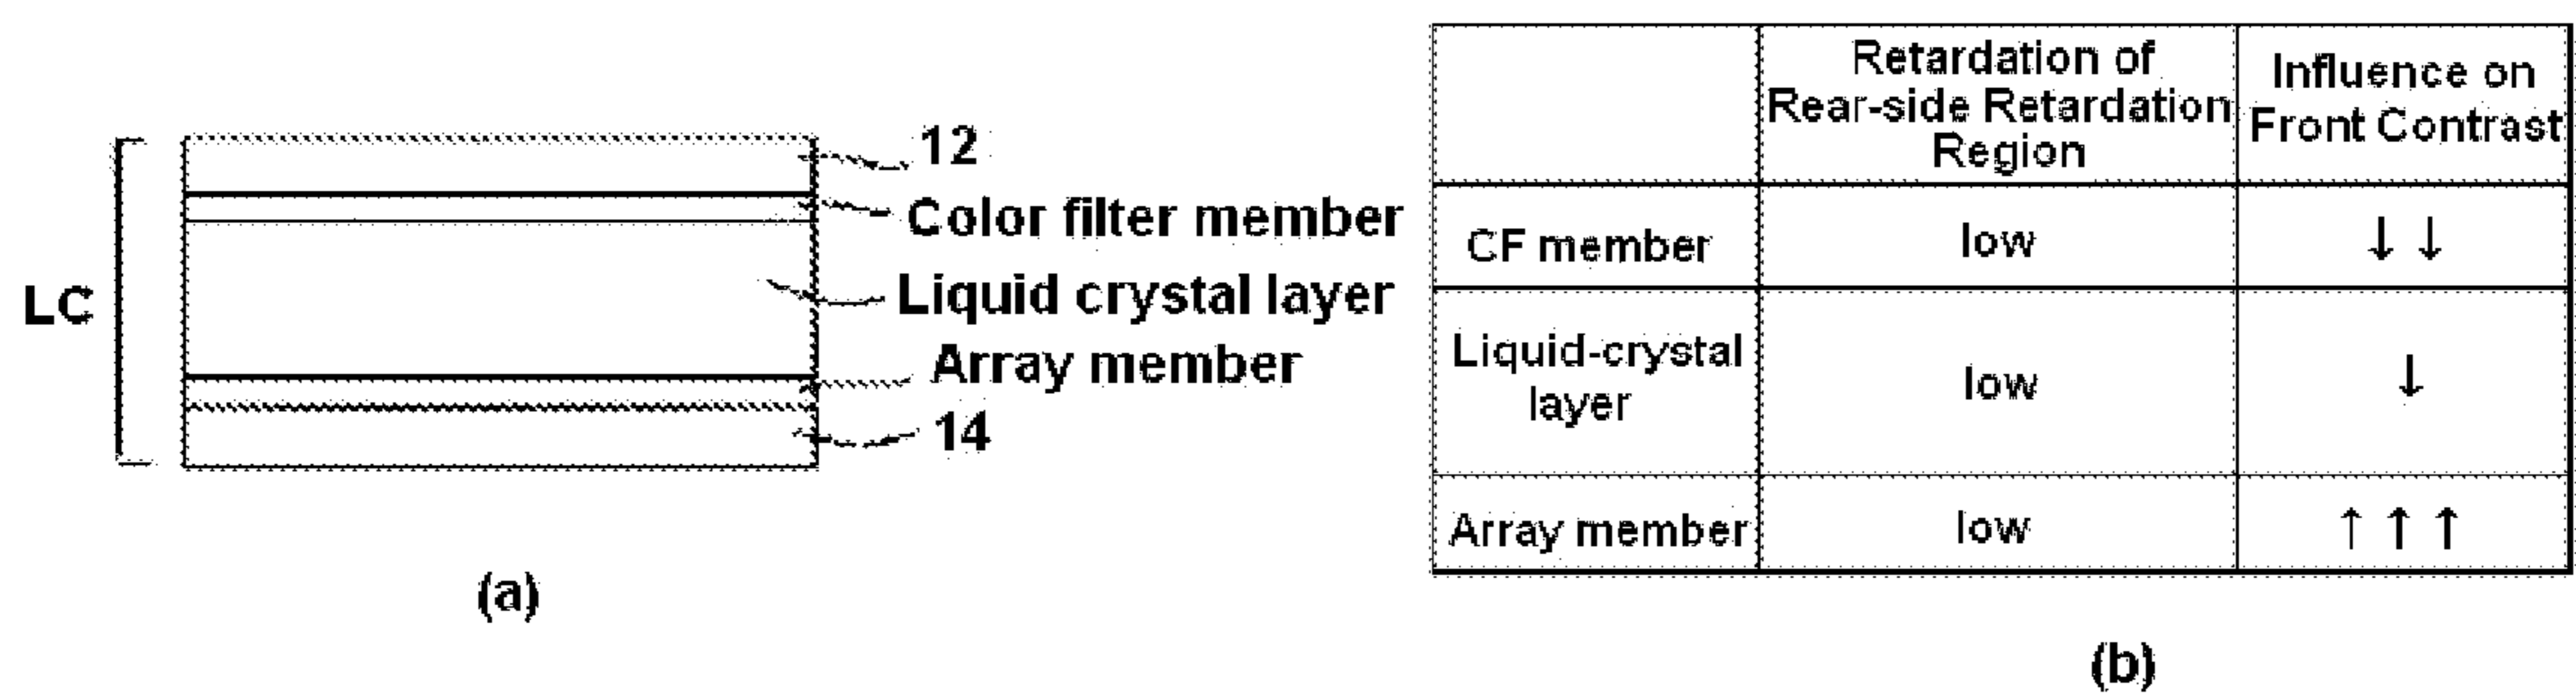 LC
12
Color filter member
Liquid crystal layer
Array member
14
(a)
Retardation of
Rear-side Retardation
Region
Influence on
Front Contrast
CF member
low
↓ ↓
Liquid-crystal
layer
low
↓
Array member
low
↑ ↑ ↑
(b)